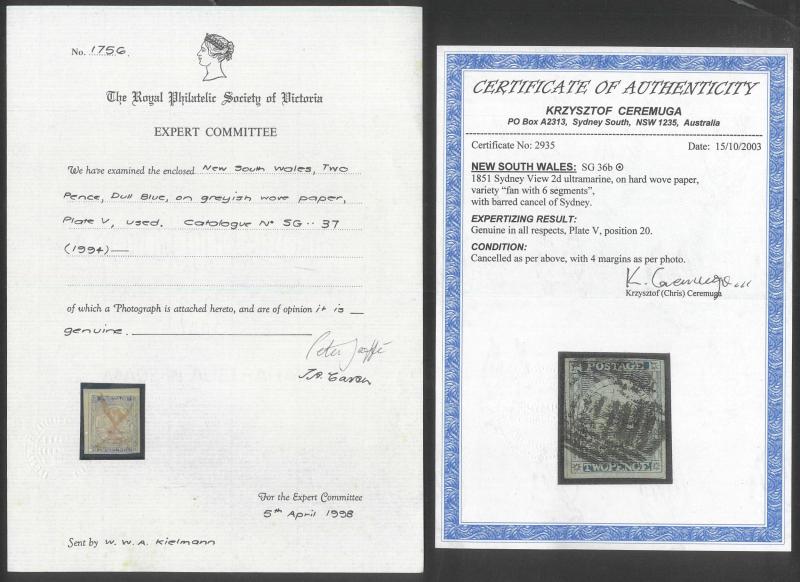 No. 1756.
The Royal Philatelic Society of Victoria
EXPERT COMMITTEE
We have examined the enclosed New South Wales, Two
Pence, Dull Blue, on greyish wove paper,
Plate V, used. Catalogue No SG.. 37
(1994)
of which a Photograph is attached hereto, and are of opinion it is
genuine.
For the Expert Committee
5th April 1998
Sent by W. W. A. Kielmann
CERTIFICATE OF AUTHENTICITY
KRZYSZTOF CEREMUGA
PO Box A2313, Sydney South, NSW 1235, Australia
Certificate No: 2935 Date: 15/10/2003
NEW SOUTH WALES: SG 36b
1851 Sydney View 2d ultramarine, on hard wove paper,
variety "fan with 6 segments",
with barred cancel of Sydney.
EXPERTIZING RESULT:
Genuine in all respects, Plate V, position 20.
CONDITION:
Cancelled as per above, with 4 margins as per photo.
K. Ceremuga
Krzysztof (Chris) Ceremuga
POSTAGE
TWO PENCE